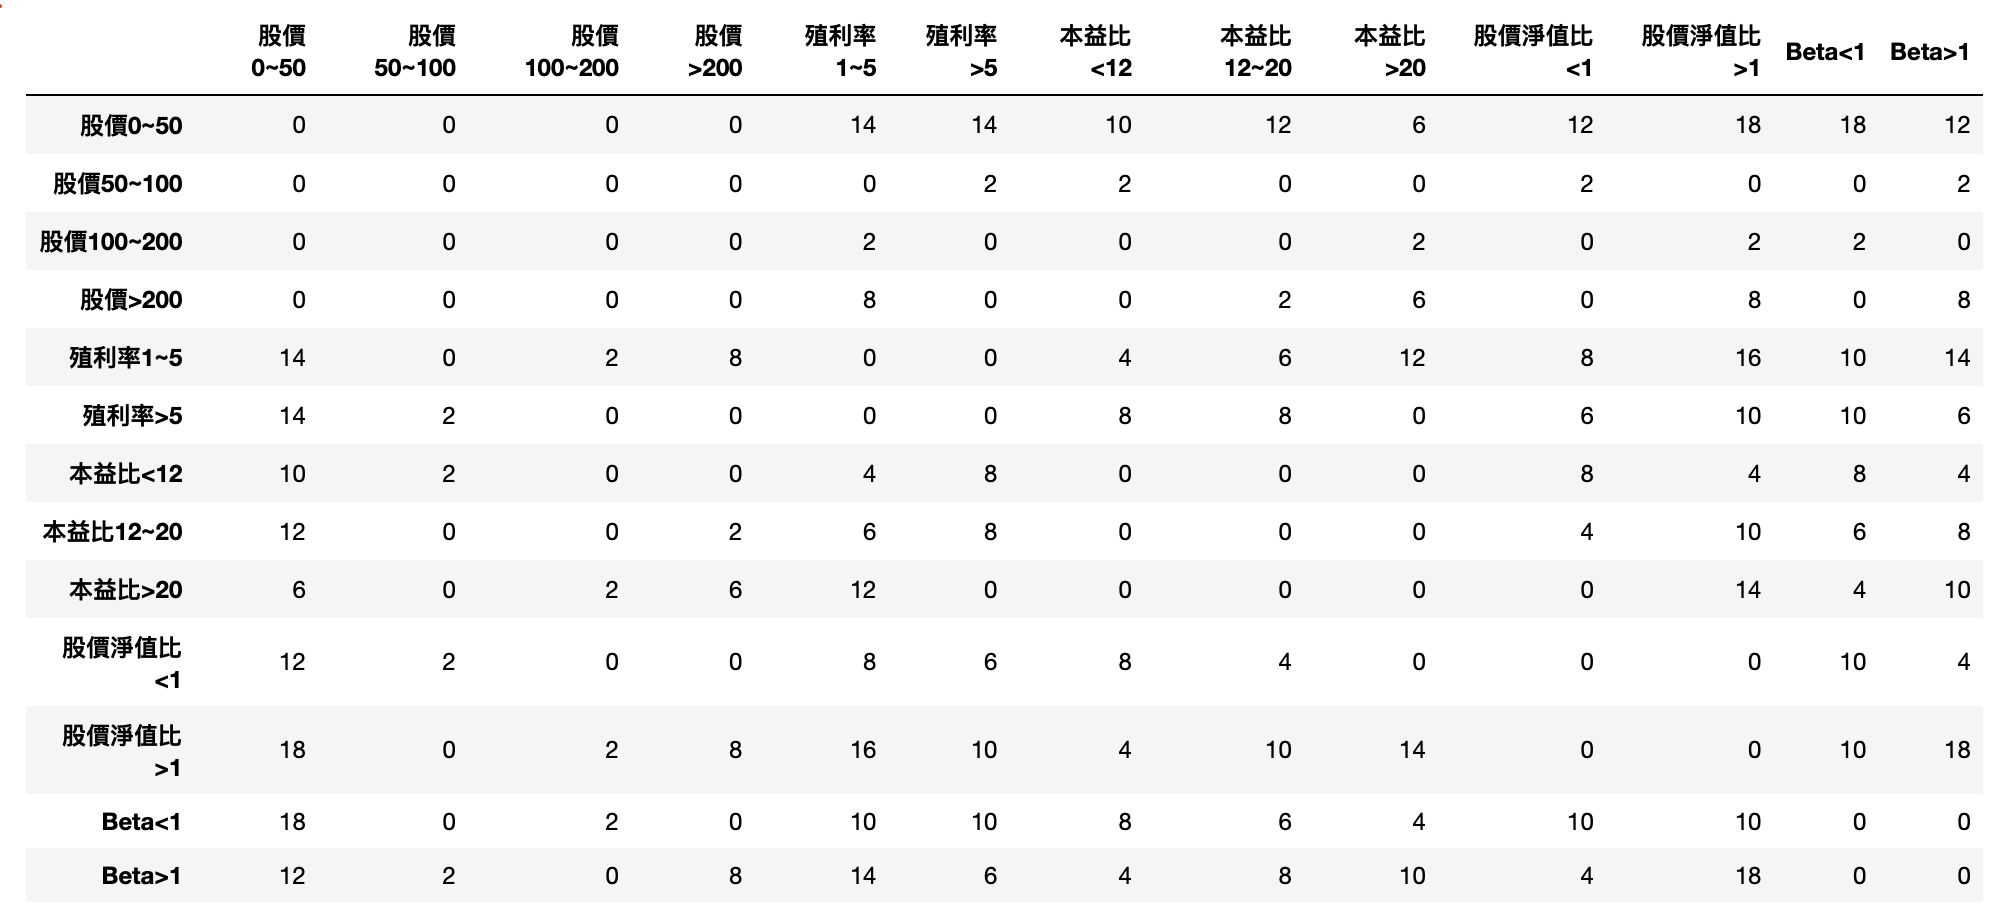 股價 股價 股價 股價 殖利率 殖利率 本益比 本益比 本益比 股價淨值比 股價淨值比 Beta<1 Beta>1
0~50 50~100 100~200 >200 1~5 >5 <12 12~20 >20 <1 >1
股價0~50 0 0 0 0 14 14 10 12 6 12 18 18 12
股價50~100 0 0 0 0 0 2 2 0 0 2 0 0 2
股價100~200 0 0 0 0 2 0 0 0 2 0 2 2 0
股價>200 0 0 0 0 8 0 0 2 6 0 8 0 8
殖利率1~5 14 0 2 8 0 0 4 6 12 8 16 10 14
殖利率>5 14 2 0 0 0 0 8 8 0 6 10 10 6
本益比<12 10 2 0 0 4 8 0 0 0 8 4 8 4
本益比12~20 12 0 0 2 6 8 0 0 0 4 10 6 8
本益比>20 6 0 2 6 12 0 0 0 0 0 14 4 10
股價淨值比
<1 12 2 0 0 8 6 8 4 0 0 0 10 4
股價淨值比
>1 18 0 2 8 16 10 4 10 14 0 0 10 18
Beta<1 18 0 2 0 10 10 8 6 4 10 10 0 0
Beta>1 12 2 0 8 14 6 4 8 10 4 18 0 0